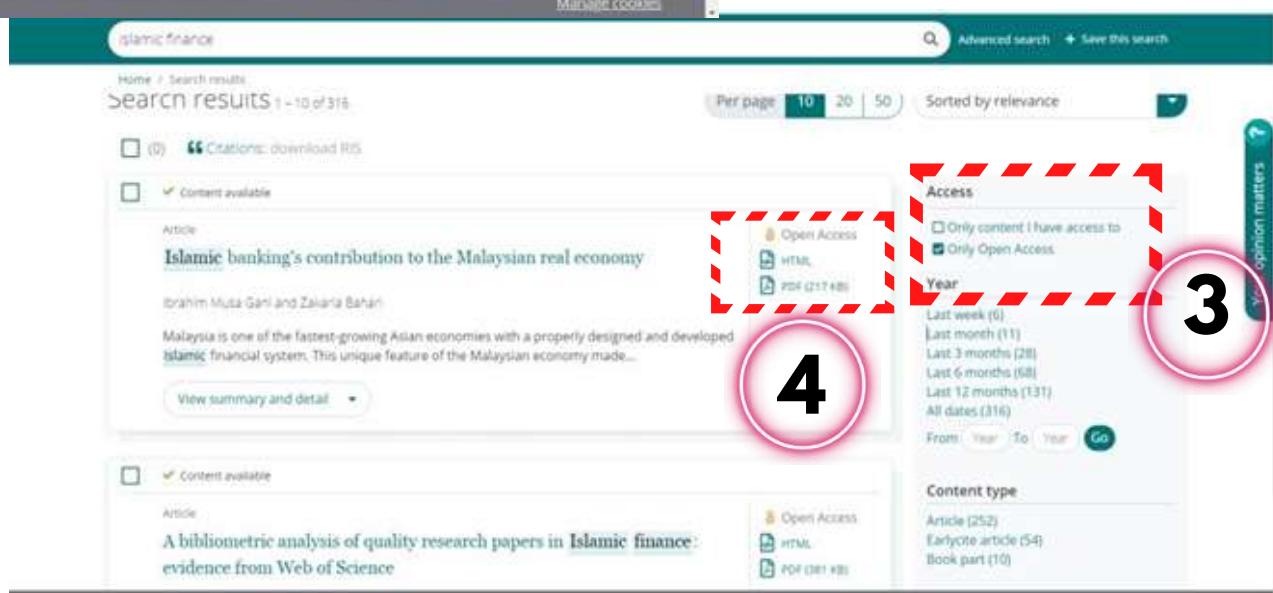 Manage cookies
islamic finance
Advanced search + Save this search
Home / Search results
Search results 1 – 10 of 316
Per page 10 20 50
Sorted by relevance
(0) Citations: download RIS
Content available
Article
Islamic banking's contribution to the Malaysian real economy
Ibrahim Musa Gani and Zakaria Bahari
Malaysia is one of the fastest-growing Asian economies with a properly designed and developed
Islamic financial system. This unique feature of the Malaysian economy made...
View summary and detail
Open Access
HTML
PDF (217 KB)
4
Access
Only content I have access to
Only Open Access
3
Year
Last week (6)
Last month (11)
Last 3 months (28)
Last 6 months (68)
Last 12 months (131)
All dates (316)
From Year To Year Go
Content type
Article (252)
Earlycite article (54)
Book part (10)
Content available
Article
A bibliometric analysis of quality research papers in Islamic finance:
evidence from Web of Science
Open Access
HTML
PDF (381 KB)
opinion matters